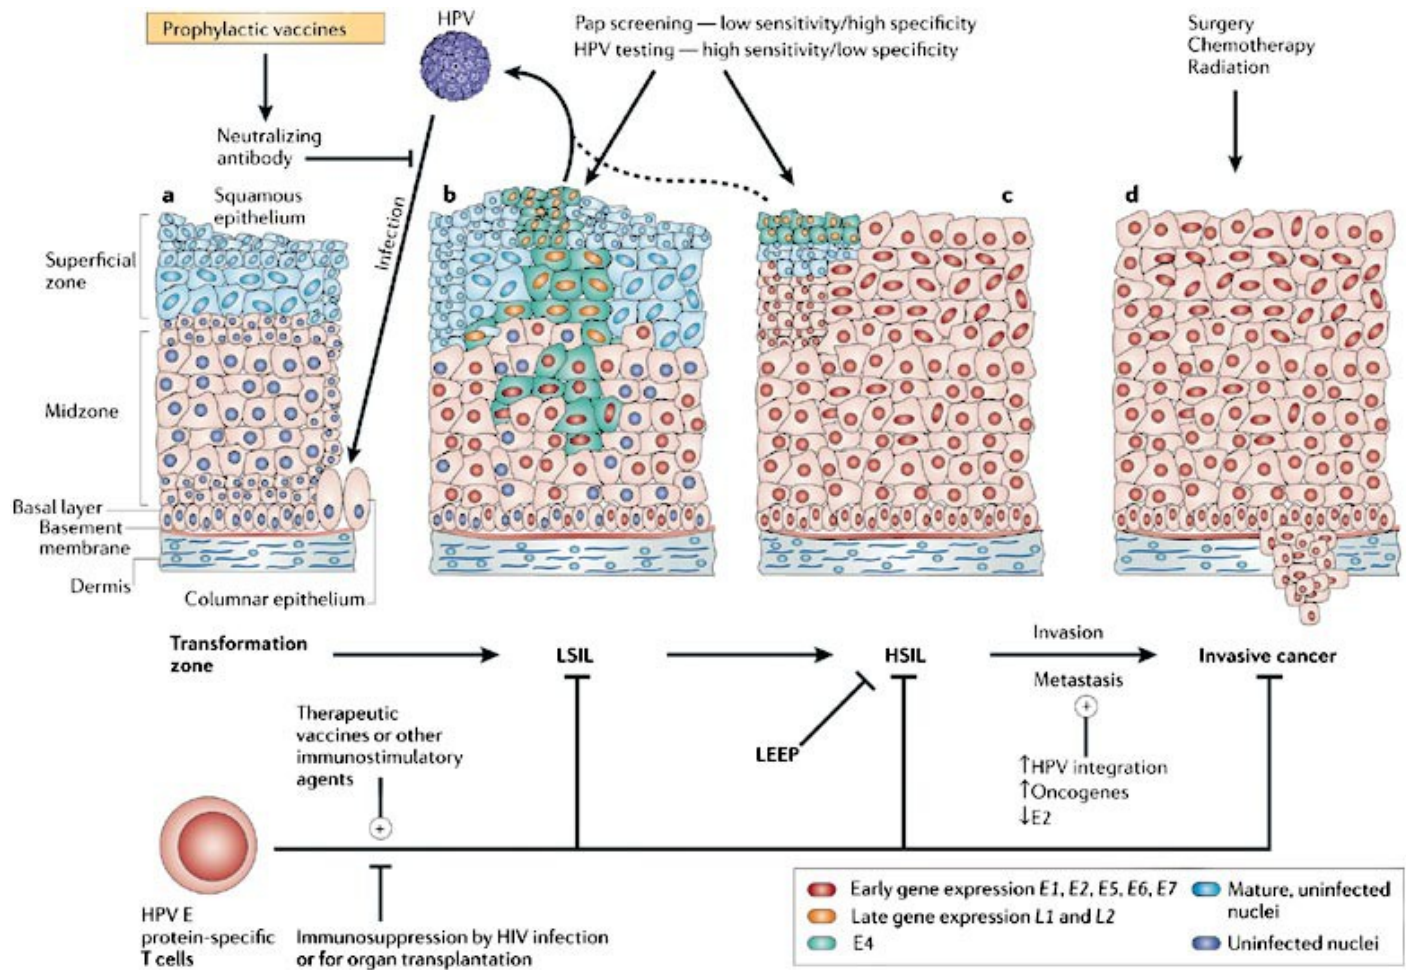 Prophylactic vaccines
HPV
Pap screening — low sensitivity/high specificity
HPV testing — high sensitivity/low specificity
Surgery
Chemotherapy
Radiation
Neutralizing
antibody
Infection
a
Squamous
epithelium
b
c
d
Superficial
zone
Midzone
Basal layer
Basement
membrane
Dermis
Columnar epithelium
Transformation
zone
LSIL
HSIL
Invasion
Metastasis
+
Invasive cancer
Therapeutic
vaccines or other
immunostimulatory
agents
+
LEEP
↑HPV integration
↑Oncogenes
↓E2
HPV E
protein-specific
T cells
Immunosuppression by HIV infection
or for organ transplantation
Early gene expression E1, E2, E5, E6, E7
Late gene expression L1 and L2
E4
Mature, uninfected
nuclei
Uninfected nuclei